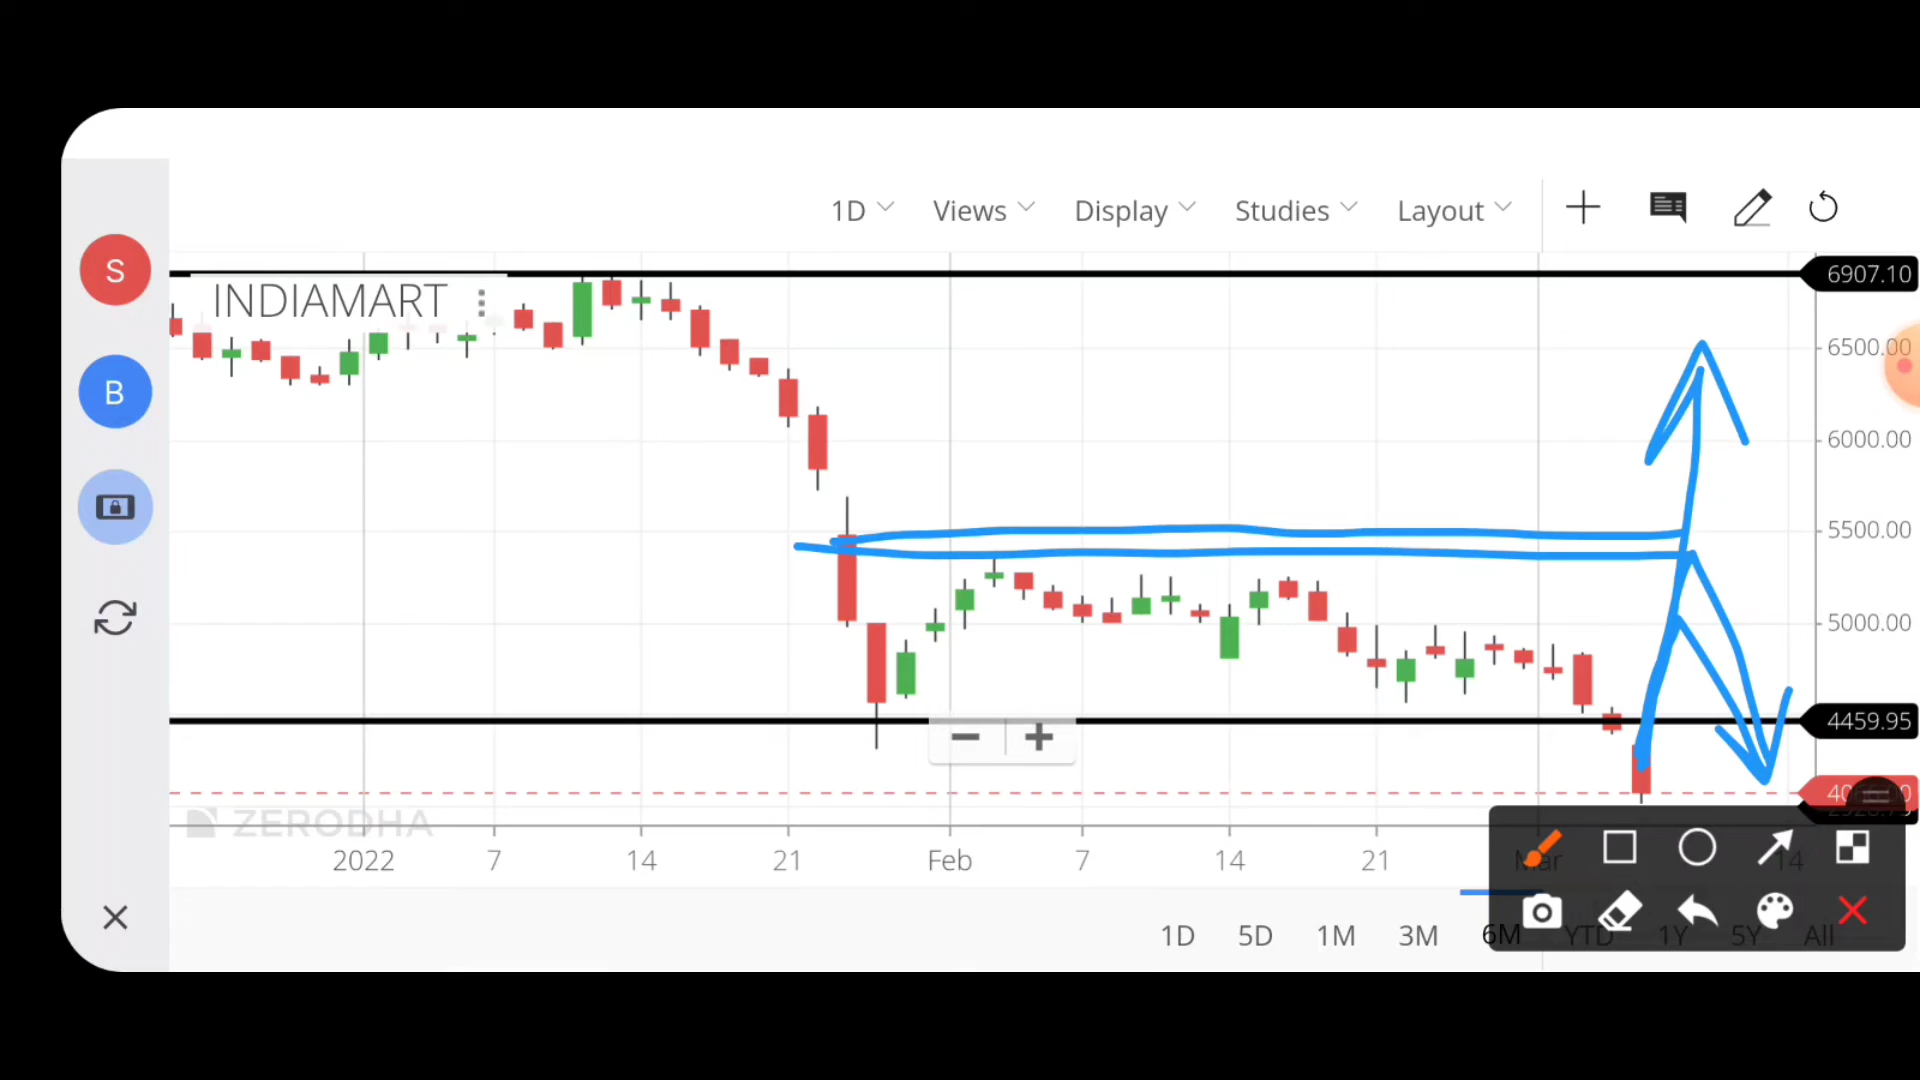 1D Views Display Studies Layout
S
INDIAMART
6907.10
6500.00
B
6000.00
5500.00
5000.00
4459.95
ZERODHA
2022 7 14 21 Feb 7 14 21 Mar 14
1D 5D 1M 3M 6M YTD 1Y 5Y All